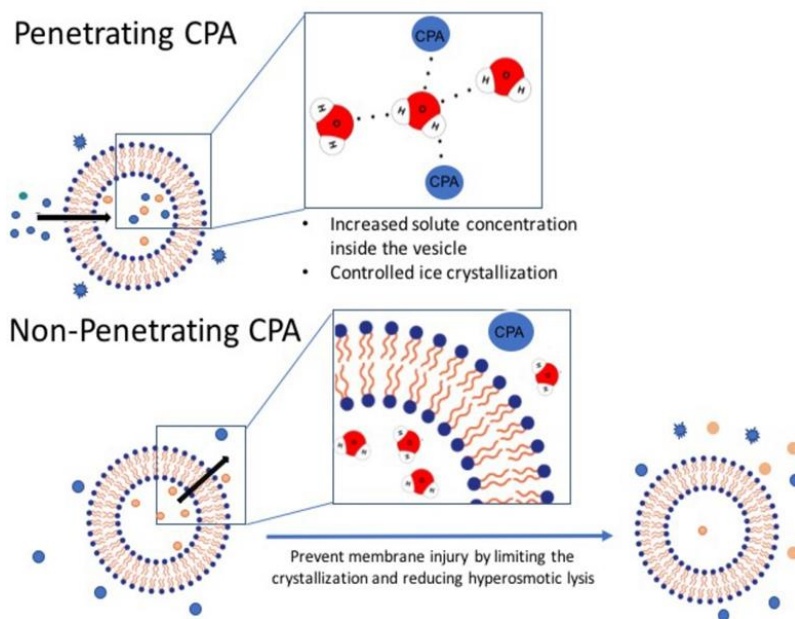 Penetrating CPA
CPA
H
O
H
H
O
H
O
H
H
CPA
• Increased solute concentration
inside the vesicle
• Controlled ice crystallization
Non-Penetrating CPA
CPA
Prevent membrane injury by limiting the
crystallization and reducing hyperosmotic lysis